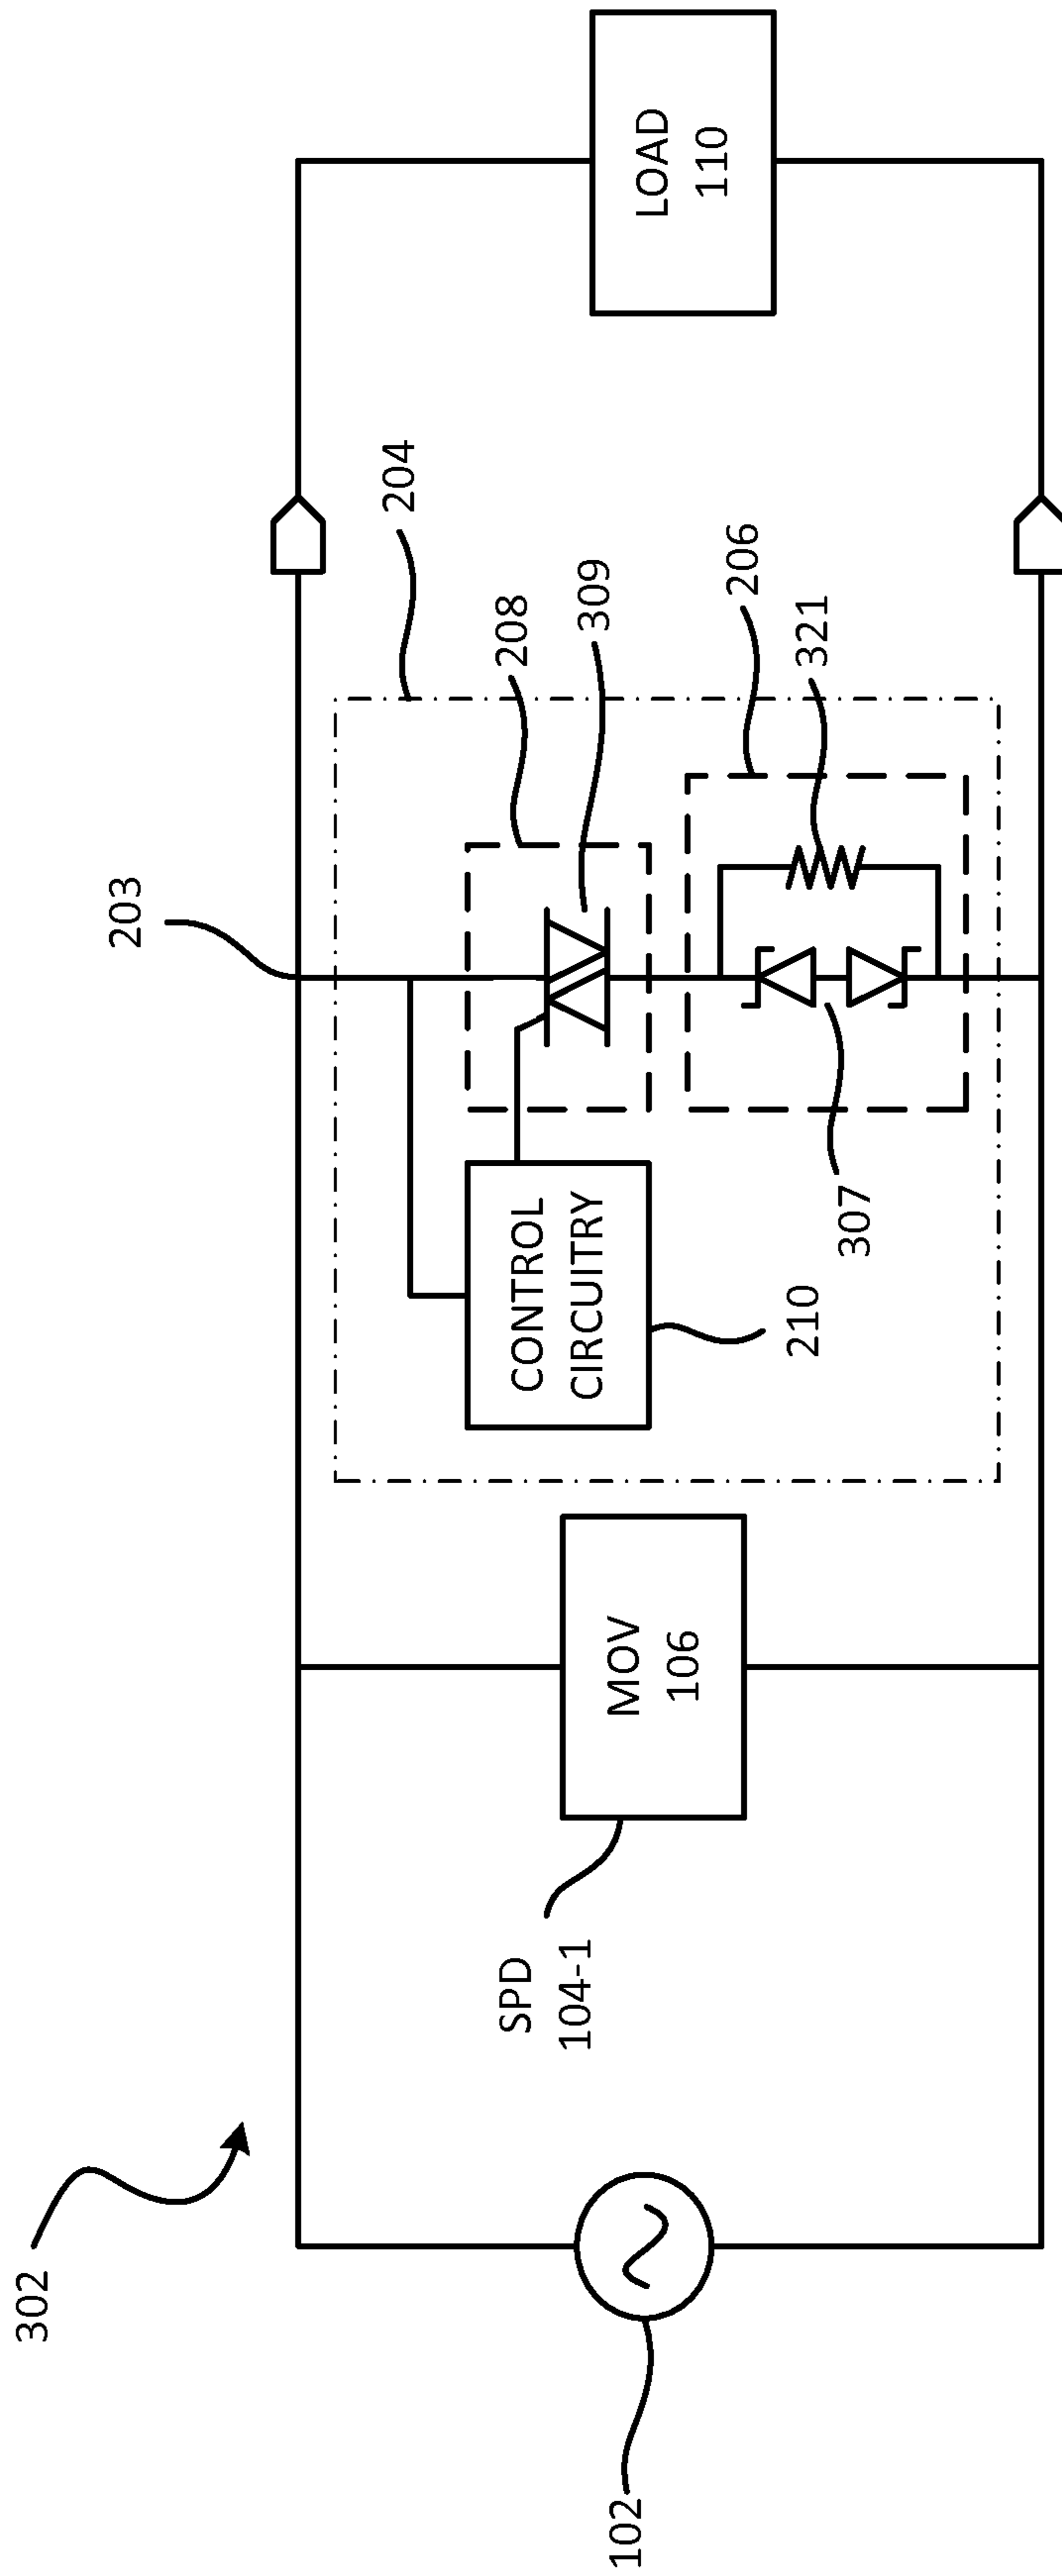 302
102
SPD
104-1
MOV
106
203
CONTROL
CIRCUITRY
210
208
309
307
206
321
204
LOAD
110